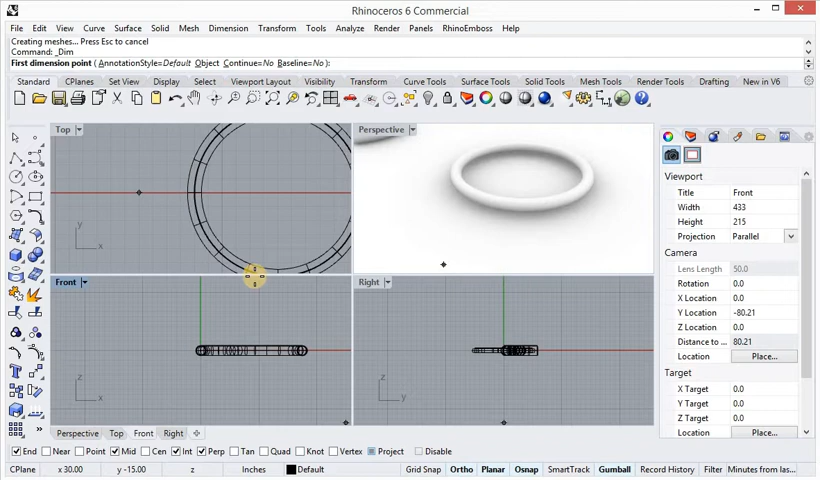 Rhinoceros 6 Commercial
File Edit View Curve Surface Solid Mesh Dimension Transform Tools Analyze Render Panels RhinoEmboss Help
Creating meshes... Press Esc to cancel
Command: _Dim
First dimension point ( AnnotationStyle=Default Object Continue=No Baseline=No ):
Standard CPlanes Set View Display Select Viewport Layout Visibility Transform Curve Tools Surface Tools Solid Tools Mesh Tools Render Tools Drafting New in V6
Top
Perspective
y
x
Front
Right
z
x
z
y
Viewport
Title Front
Width 433
Height 215
Projection Parallel
Camera
Lens Length 50.0
Rotation 0.0
X Location 0.0
Y Location -80.21
Z Location 0.0
Distance to ... 80.21
Location Place...
Target
X Target 0.0
Y Target 0.0
Z Target 0.0
Location Place...
Perspective Top Front Right
End Near Point Mid Cen Int Perp Tan Quad Knot Vertex Project Disable
CPlane x 30.00 y -15.00 z Inches Default Grid Snap Ortho Planar Osnap SmartTrack Gumball Record History Filter Minutes from las...